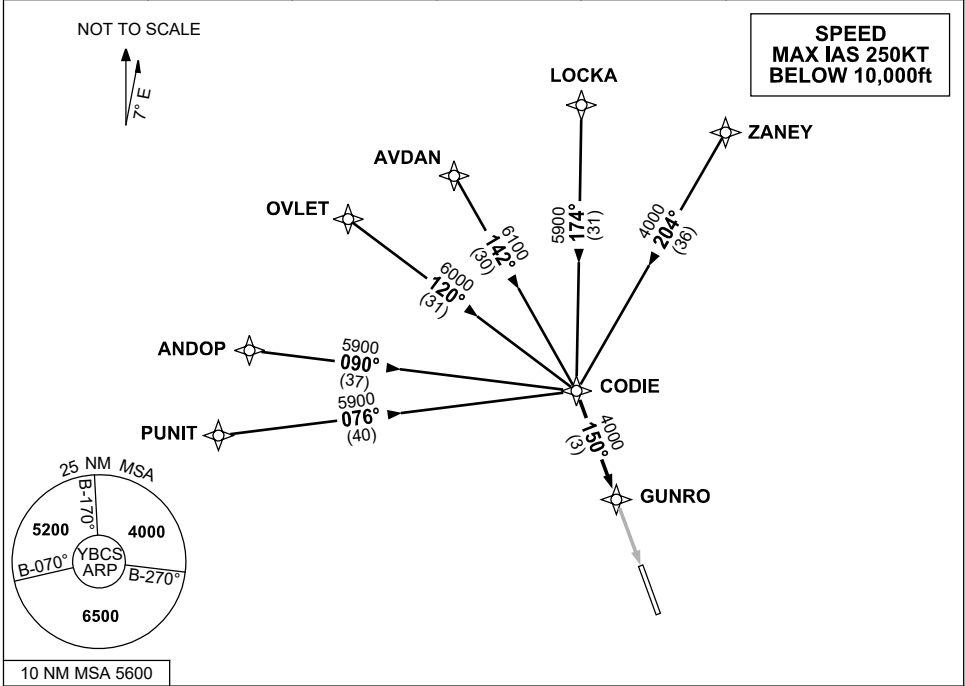 NOT TO SCALE
7° E
SPEED
MAX IAS 250KT
BELOW 10,000ft
LOCKA
ZANEY
AVDAN
OVLET
5900
174°
(31)
4000
204°
(36)
6100
142°
(30)
6000
120°
(31)
ANDOP
5900
090°
(37)
CODIE
5900
076°
(40)
PUNIT
4000
150°
(3)
GUNRO
25 NM MSA
B-170°
5200
4000
YBCS
ARP
B-070°
B-270°
6500
10 NM MSA 5600